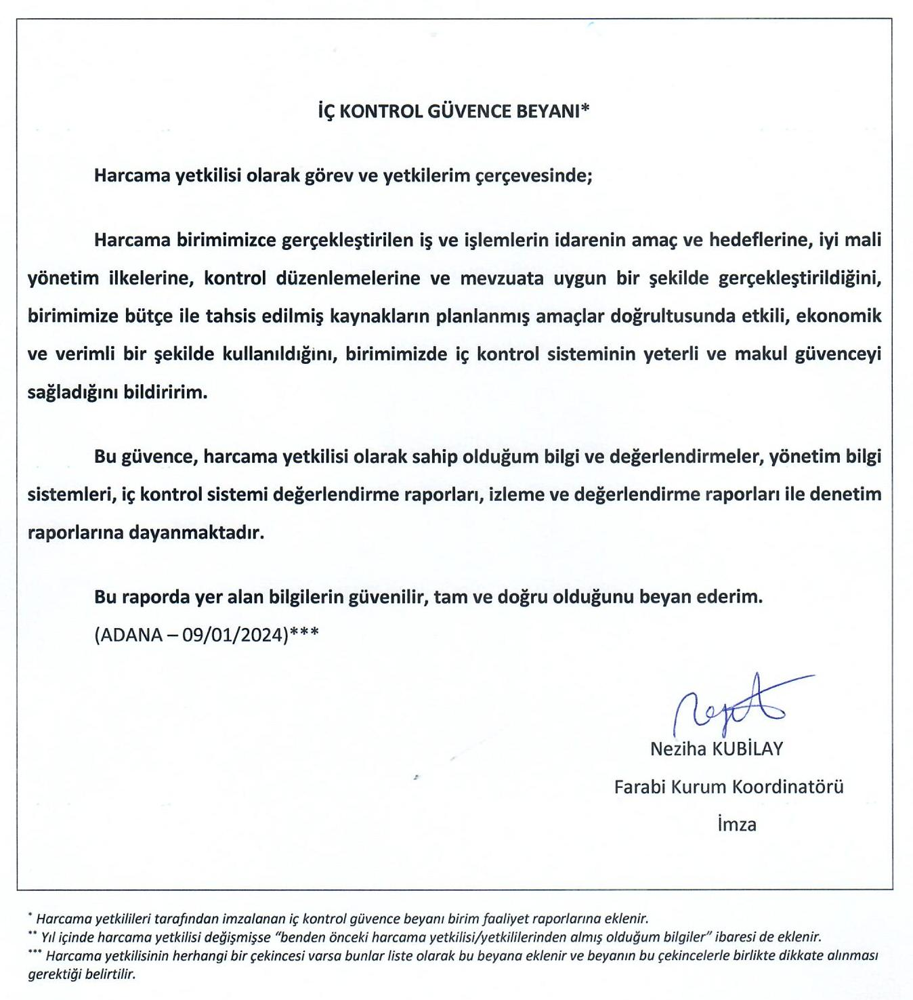 İÇ KONTROL GÜVENCE BEYANI*
Harcama yetkilisi olarak görev ve yetkilerim çerçevesinde;
Harcama birimimizce gerçekleştirilen iş ve işlemlerin idarenin amaç ve hedeflerine, iyi mali
yönetim ilkelerine, kontrol düzenlemelerine ve mevzuata uygun bir şekilde gerçekleştirildiğini,
birimimize bütçe ile tahsis edilmiş kaynakların planlanmış amaçlar doğrultusunda etkili, ekonomik
ve verimli bir şekilde kullanıldığını, birimimizde iç kontrol sisteminin yeterli ve makul güvenceyi
sağladığını bildiririm.
Bu güvence, harcama yetkilisi olarak sahip olduğum bilgi ve değerlendirmeler, yönetim bilgi
sistemleri, iç kontrol sistemi değerlendirme raporları, izleme ve değerlendirme raporları ile denetim
raporlarına dayanmaktadır.
Bu raporda yer alan bilgilerin güvenilir, tam ve doğru olduğunu beyan ederim.
(ADANA – 09/01/2024)***
Neziha KUBİLAY
Farabi Kurum Koordinatörü
İmza
* Harcama yetkilileri tarafından imzalanan iç kontrol güvence beyanı birim faaliyet raporlarına eklenir.
** Yıl içinde harcama yetkilisi değişmişse “benden önceki harcama yetkilisi/yetkililerinden almış olduğum bilgiler” ibaresi de eklenir.
*** Harcama yetkilisinin herhangi bir çekincesi varsa bunlar liste olarak bu beyana eklenir ve beyanın bu çekincelerle birlikte dikkate alınması
gerektiği belirtilir.